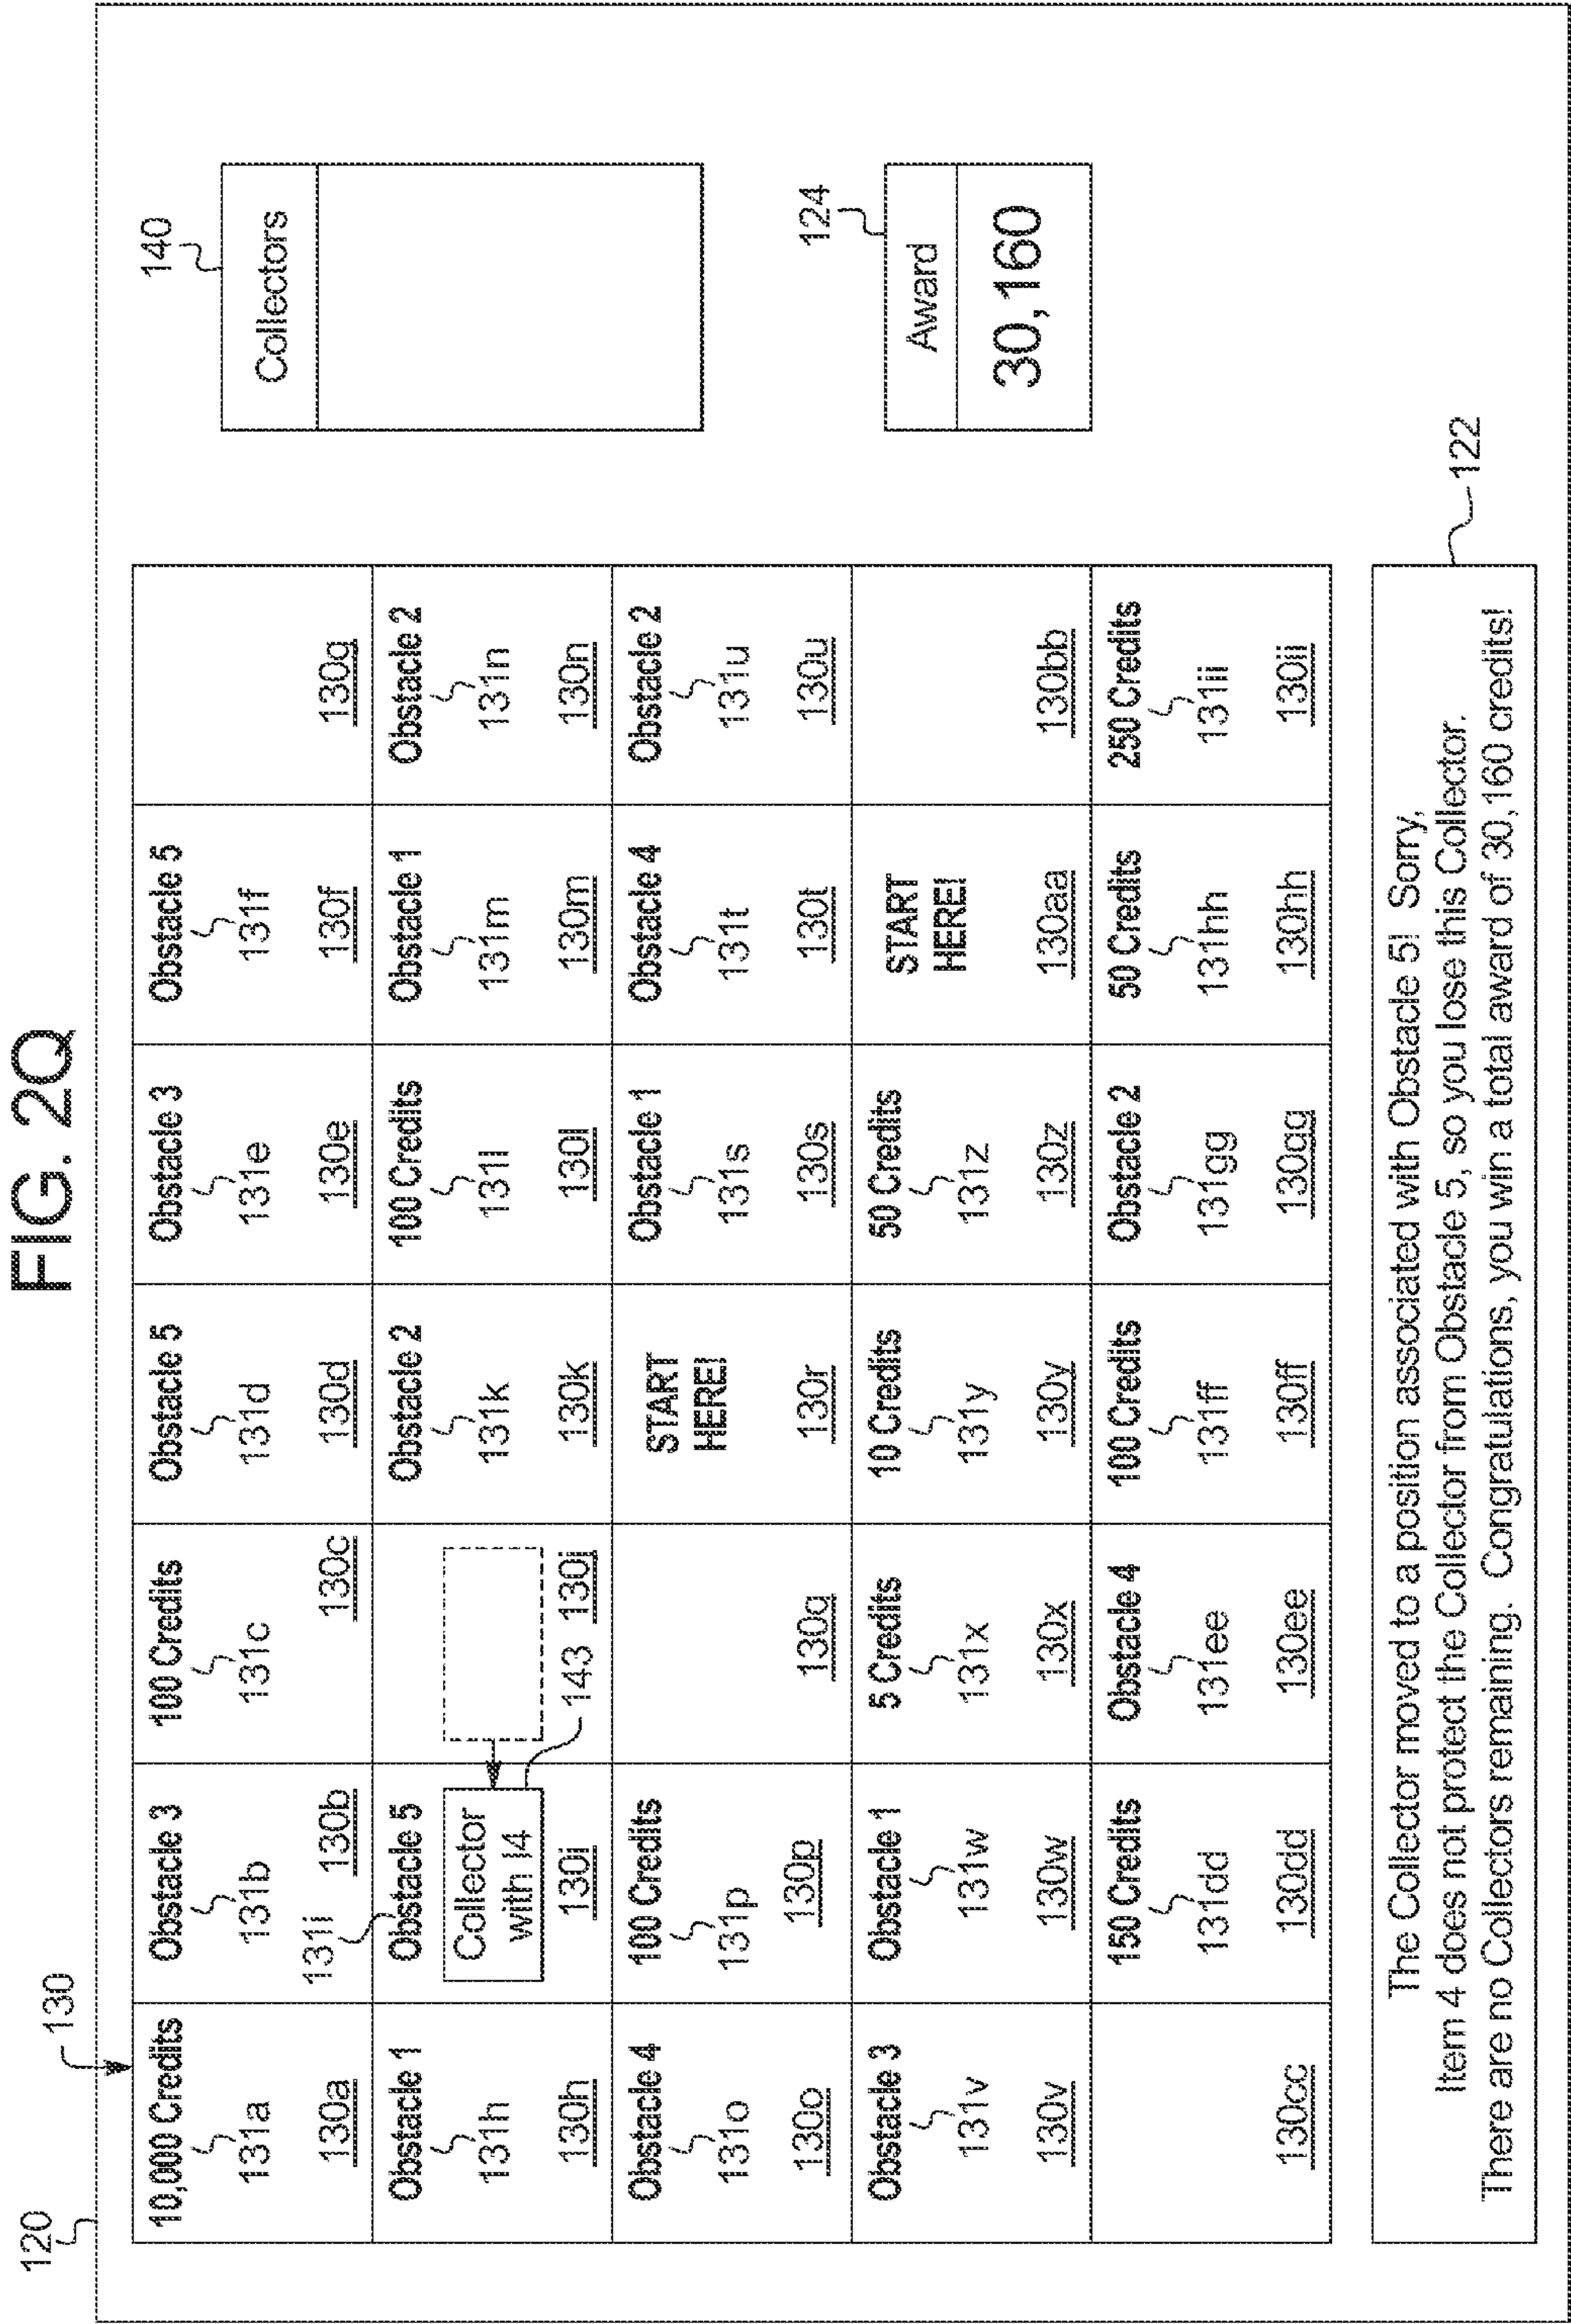 FIG. 2Q
120
130
10,000 Credits
131a
130a
Obstacle 3
131b
130b
100 Credits
131c
130c
Obstacle 5
131d
130d
Obstacle 3
131e
130e
Obstacle 5
131f
130f
130g
Obstacle 1
131h
130h
131i
Obstacle 5
Collector
with I4
130i
143
130j
Obstacle 2
131k
130k
100 Credits
131l
130l
Obstacle 1
131m
130m
Obstacle 2
131n
130n
Obstacle 4
131o
130o
100 Credits
131p
130p
130q
START
HERE!
130r
Obstacle 1
131s
130s
Obstacle 4
131t
130t
Obstacle 2
131u
130u
Obstacle 3
131v
130v
Obstacle 1
131w
130w
5 Credits
131x
130x
10 Credits
131y
130y
50 Credits
131z
130z
START
HERE!
130aa
130bb
130cc
150 Credits
131dd
130dd
Obstacle 4
131ee
130ee
100 Credits
131ff
130ff
Obstacle 2
131gg
130gg
50 Credits
131hh
130hh
250 Credits
131ii
130ii
140
Collectors
124
Award
30,160
The Collector moved to a position associated with Obstacle 5! Sorry,
Item 4 does not protect the Collector from Obstacle 5, so you lose this Collector.
There are no Collectors remaining. Congratulations, you win a total award of 30,160 credits!
122